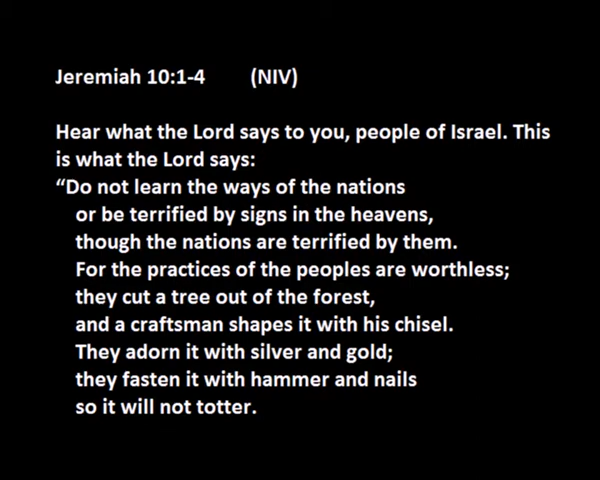 Jeremiah 10:1-4 (NIV)
Hear what the Lord says to you, people of Israel. This
is what the Lord says:
“Do not learn the ways of the nations
or be terrified by signs in the heavens,
though the nations are terrified by them.
For the practices of the peoples are worthless;
they cut a tree out of the forest,
and a craftsman shapes it with his chisel.
They adorn it with silver and gold;
they fasten it with hammer and nails
so it will not totter.